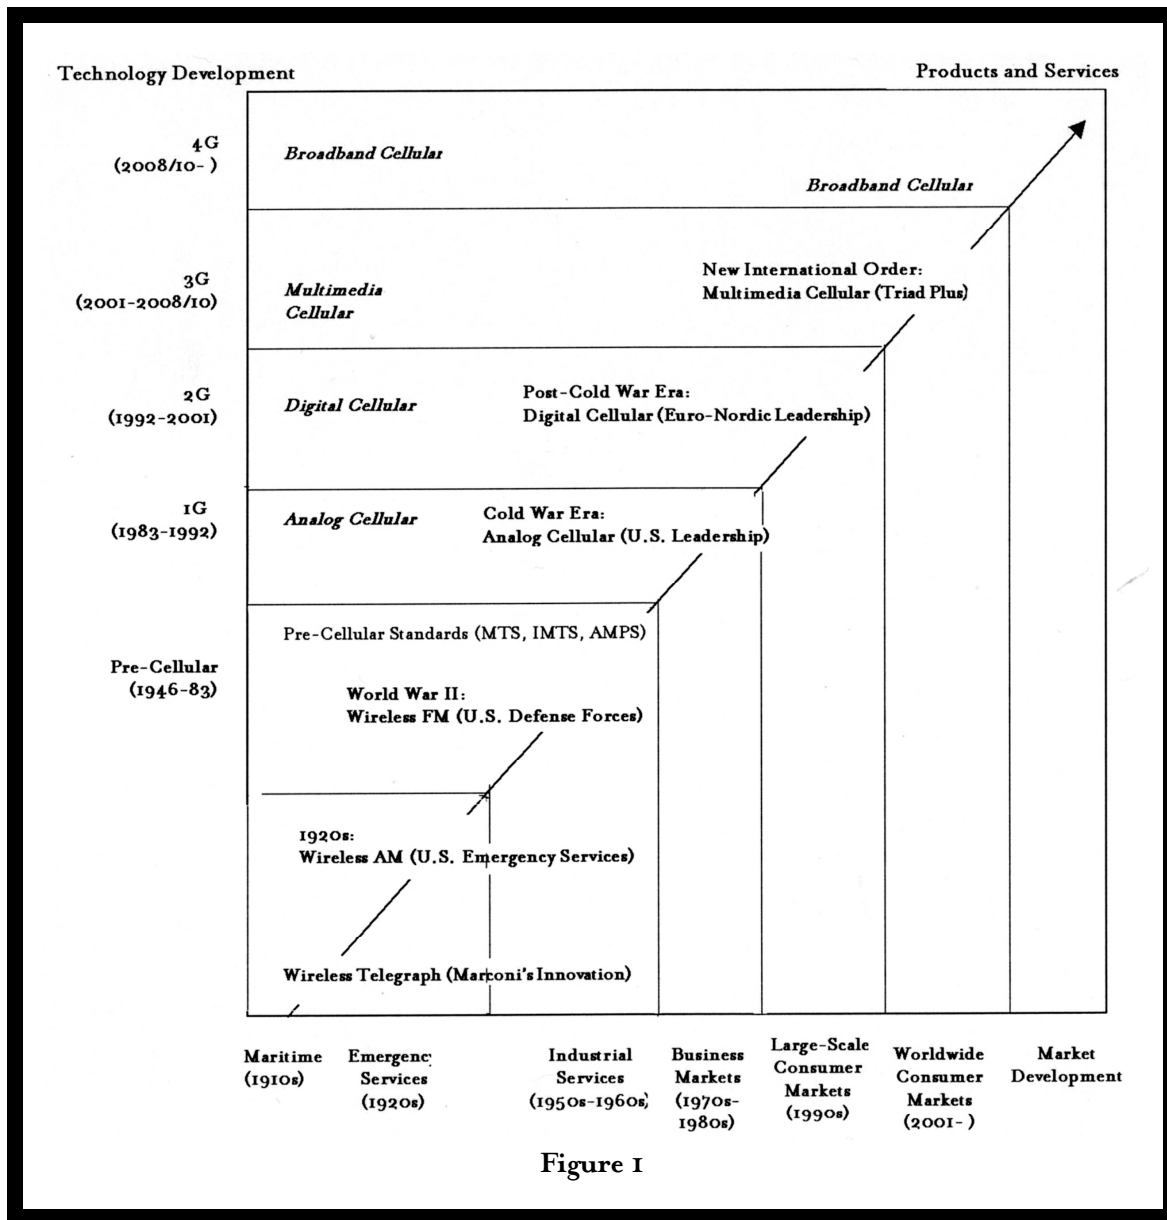 Technology Development
Products and Services
4G
(2008/10- )
Broadband Cellular
Broadband Cellular
3G
(2001-2008/10)
Multimedia
Cellular
New International Order:
Multimedia Cellular (Triad Plus)
2G
(1992-2001)
Digital Cellular
Post-Cold War Era:
Digital Cellular (Euro-Nordic Leadership)
1G
(1983-1992)
Analog Cellular
Cold War Era:
Analog Cellular (U.S. Leadership)
Pre-Cellular Standards (MTS, IMTS, AMPS)
Pre-Cellular
(1946-83)
World War II:
Wireless FM (U.S. Defense Forces)
1920s:
Wireless AM (U.S. Emergency Services)
Wireless Telegraph (Marconi's Innovation)
Maritime
(1910s)
Emergenc
Services
(1920s)
Industrial
Services
(1950s-1960s)
Business
Markets
(1970s-
1980s)
Large-Scale
Consumer
Markets
(1990s)
Worldwide
Consumer
Markets
(2001- )
Market
Development
Figure 1